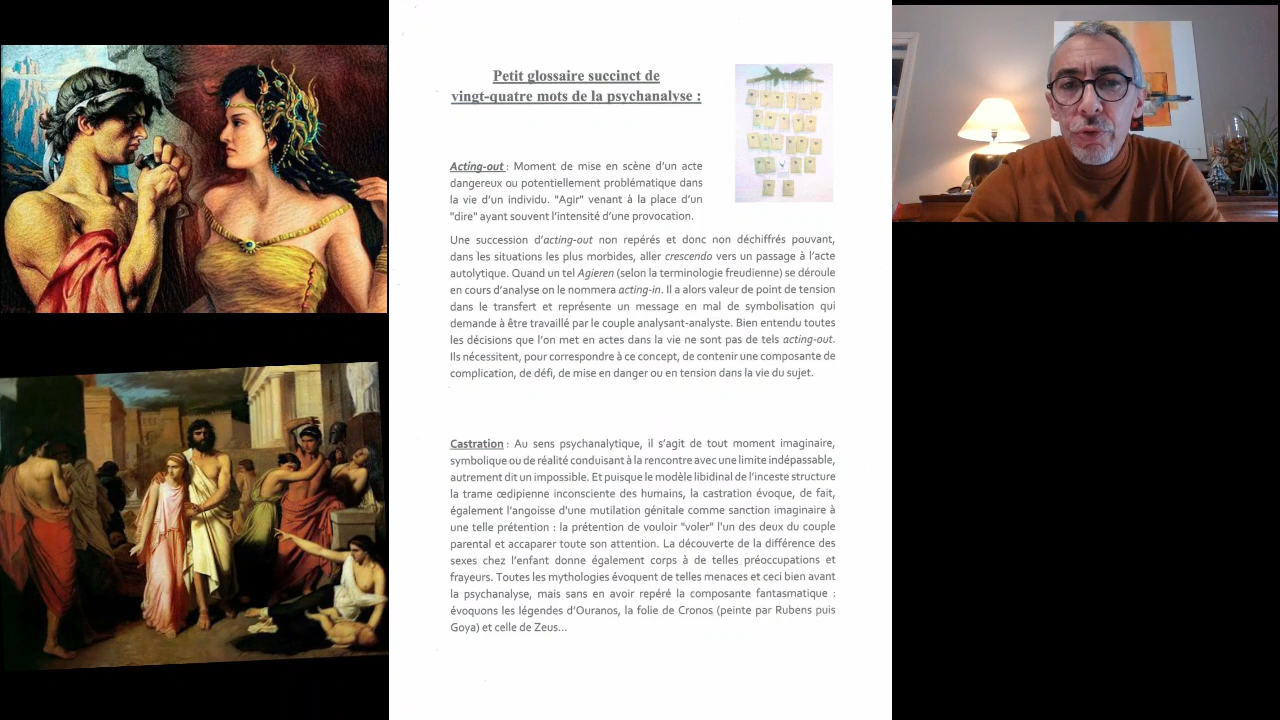 Petit glossaire succinct de
vingt-quatre mots de la psychanalyse :
Acting-out : Moment de mise en scène d’un acte
dangereux ou potentiellement problématique dans
la vie d’un individu. "Agir" venant à la place d’un
"dire" ayant souvent l’intensité d’une provocation.
Une succession d’acting-out non repérés et donc non déchiffrés pouvant,
dans les situations les plus morbides, aller crescendo vers un passage à l’acte
autolytique. Quand un tel Agieren (selon la terminologie freudienne) se déroule
en cours d’analyse on le nommera acting-in. Il a alors valeur de point de tension
dans le transfert et représente un message en mal de symbolisation qui
demande à être travaillé par le couple analysant-analyste. Bien entendu toutes
les décisions que l’on met en actes dans la vie ne sont pas de tels acting-out.
Ils nécessitent, pour correspondre à ce concept, de contenir une composante de
complication, de défi, de mise en danger ou en tension dans la vie du sujet.
Castration : Au sens psychanalytique, il s’agit de tout moment imaginaire,
symbolique ou de réalité conduisant à la rencontre avec une limite indépassable,
autrement dit un impossible. Et puisque le modèle libidinal de l’inceste structure
la trame œdipienne inconsciente des humains, la castration évoque, de fait,
également l’angoisse d’une mutilation génitale comme sanction imaginaire à
une telle prétention : la prétention de vouloir "voler" l’un des deux du couple
parental et accaparer toute son attention. La découverte de la différence des
sexes chez l’enfant donne également corps à de telles préoccupations et
frayeurs. Toutes les mythologies évoquent de telles menaces et ceci bien avant
la psychanalyse, mais sans en avoir repéré la composante fantasmatique :
évoquons les légendes d’Ouranos, la folie de Cronos (peinte par Rubens puis
Goya) et celle de Zeus...